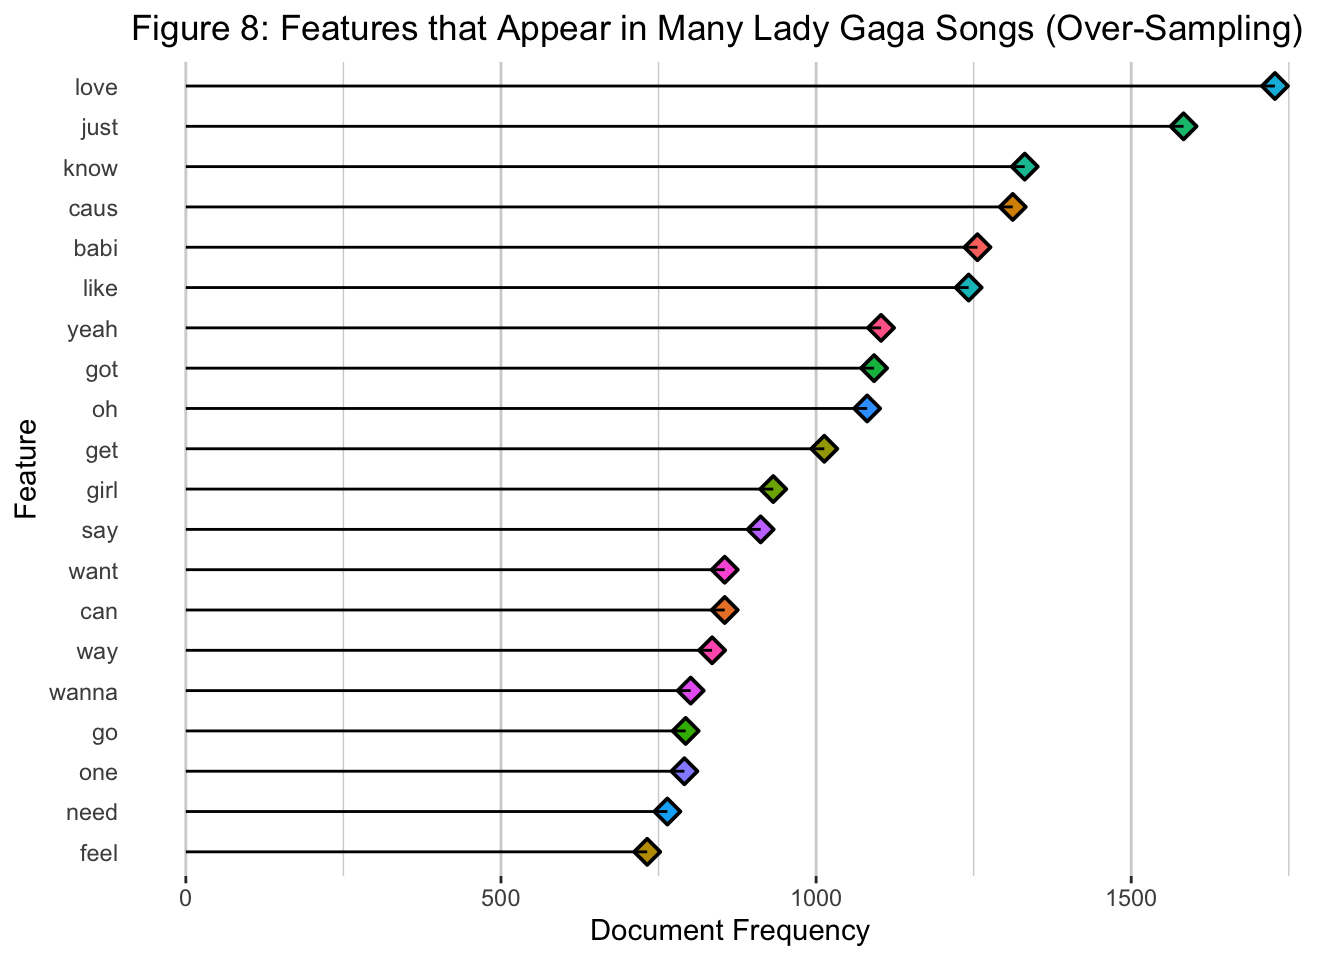 Figure 8: Features that Appear in Many Lady Gaga Songs (Over-Sampling)
love
just
know
caus
babi
like
yeah
got
oh
get
girl
say
want
can
way
wanna
go
one
need
feel
Feature
0 500 1000 1500
Document Frequency